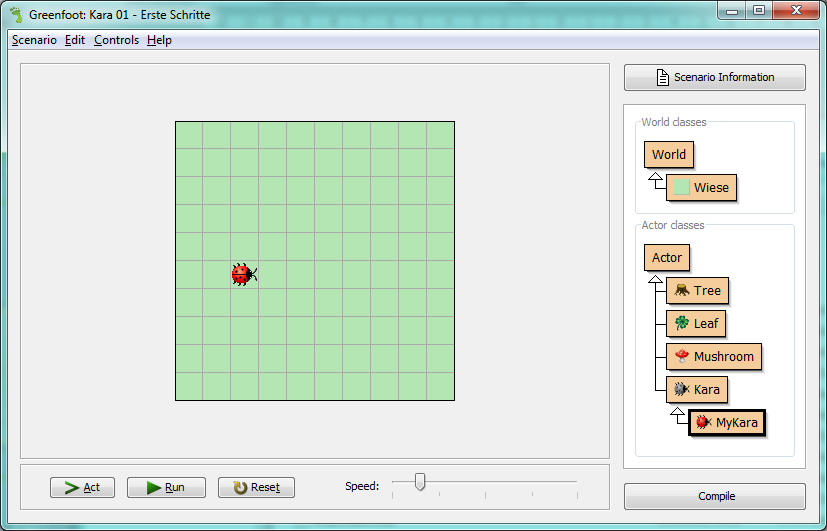 Greenfoot: Kara 01 - Erste Schritte
Scenario Edit Controls Help
Scenario Information
World classes
World
Wiese
Actor classes
Actor
Tree
Leaf
Mushroom
Kara
MyKara
Act Run Reset Speed:
Compile